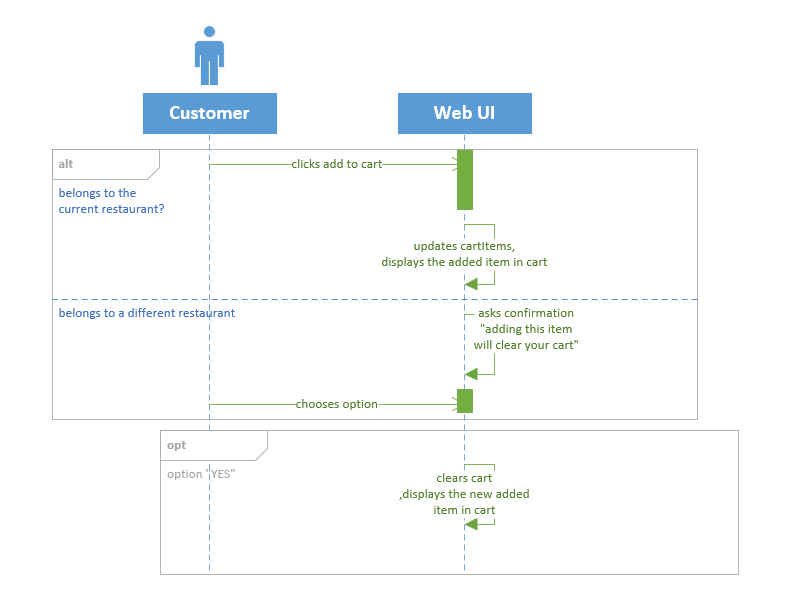 Customer
Web UI
alt
clicks add to cart
belongs to the
current restaurant?
updates cartItems,
displays the added item in cart
belongs to a different restaurant
asks confirmation
"adding this item
will clear your cart"
chooses option
opt
option "YES"
clears cart
,displays the new added
item in cart